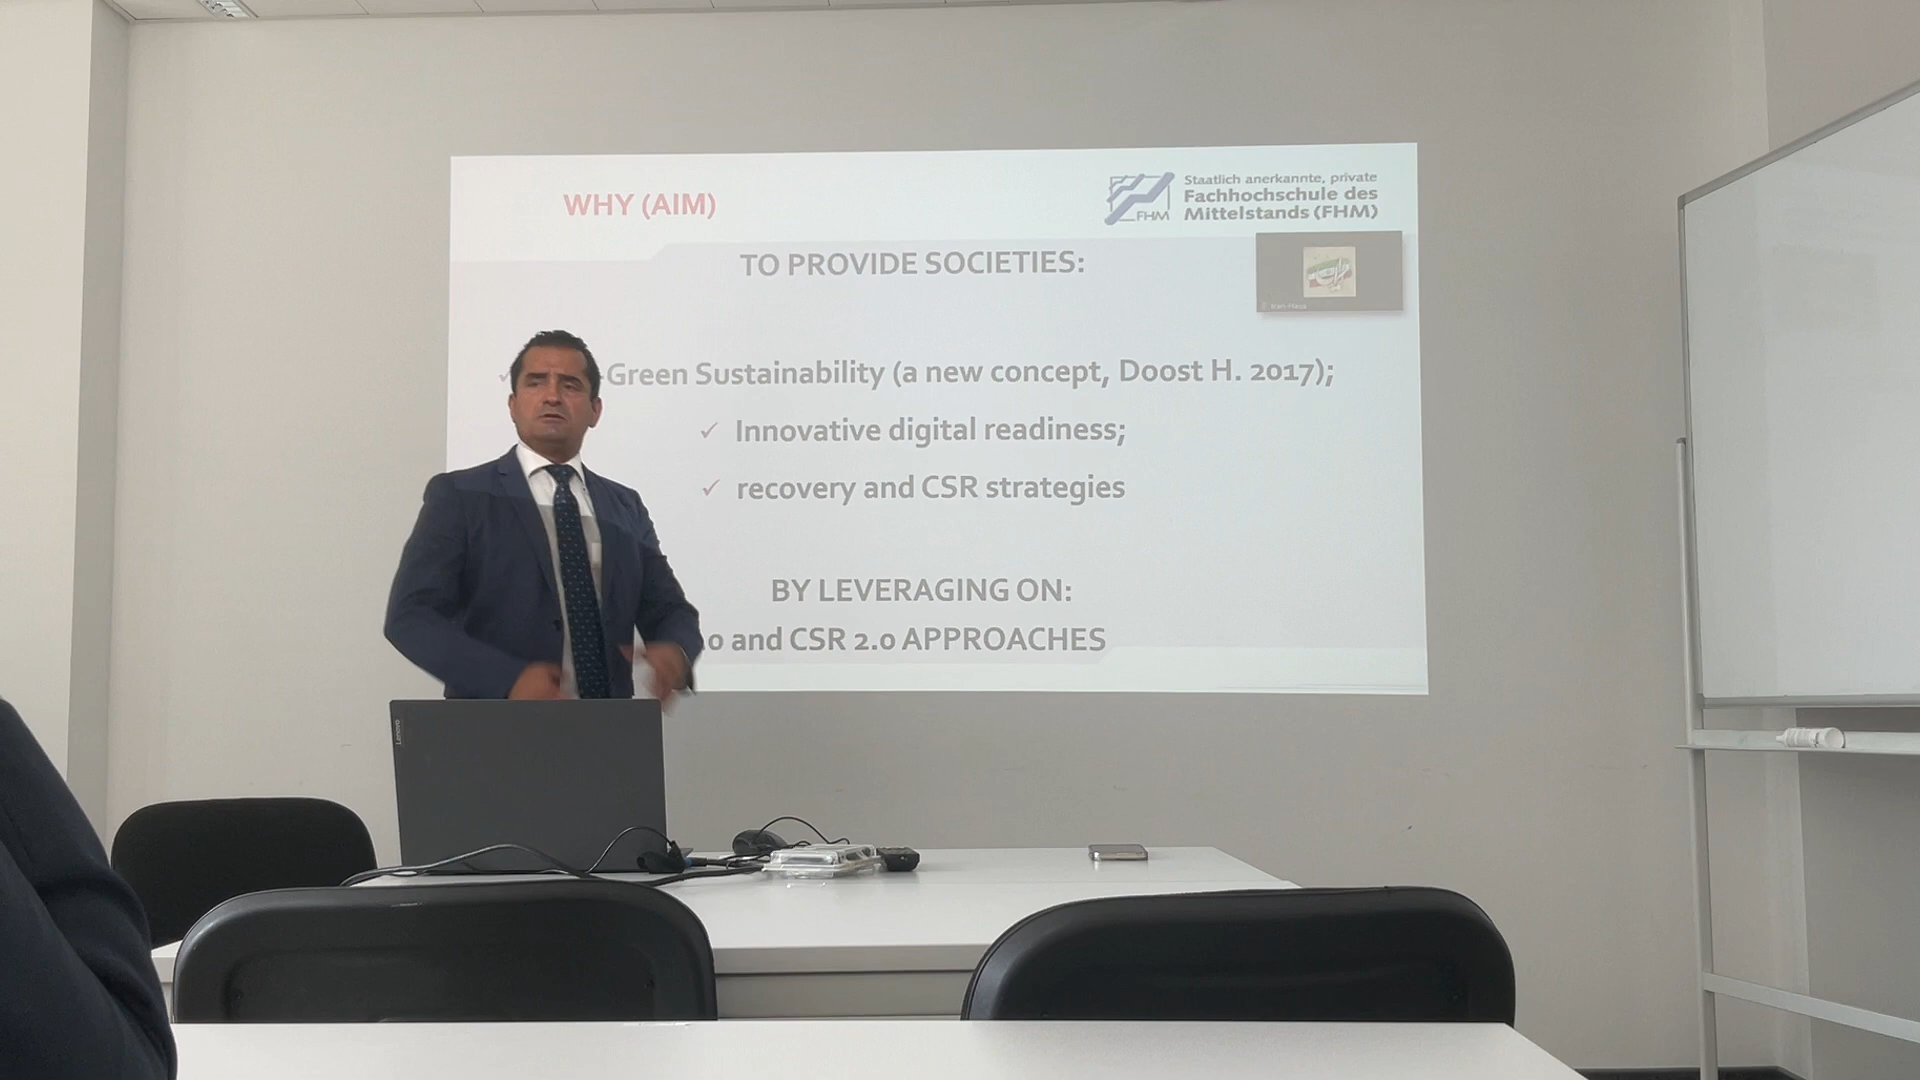 WHY (AIM)
FHM
Staatlich anerkannte, private
Fachhochschule des
Mittelstands (FHM)
TO PROVIDE SOCIETIES:
-Green Sustainability (a new concept, Doost H. 2017);
✓ Innovative digital readiness;
✓ recovery and CSR strategies
BY LEVERAGING ON:
.0 and CSR 2.0 APPROACHES
Lenovo